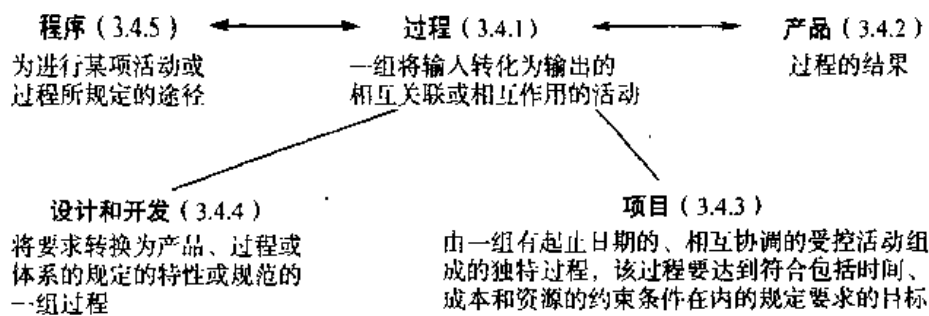 程序（3.4.5） 过程（3.4.1） 产品（3.4.2）
为进行某项活动或
过程所规定的途径
一组将输入转化为输出的
相互关联或相互作用的活动
过程的结果
设计和开发（3.4.4）
将要求转换为产品、过程或
体系的规定的特性或规范的
一组过程
项目（3.4.3）
由一组有起止日期的、相互协调的受控活动组
成的独特过程，该过程要达到符合包括时间、
成本和资源的约束条件在内的规定要求的目标